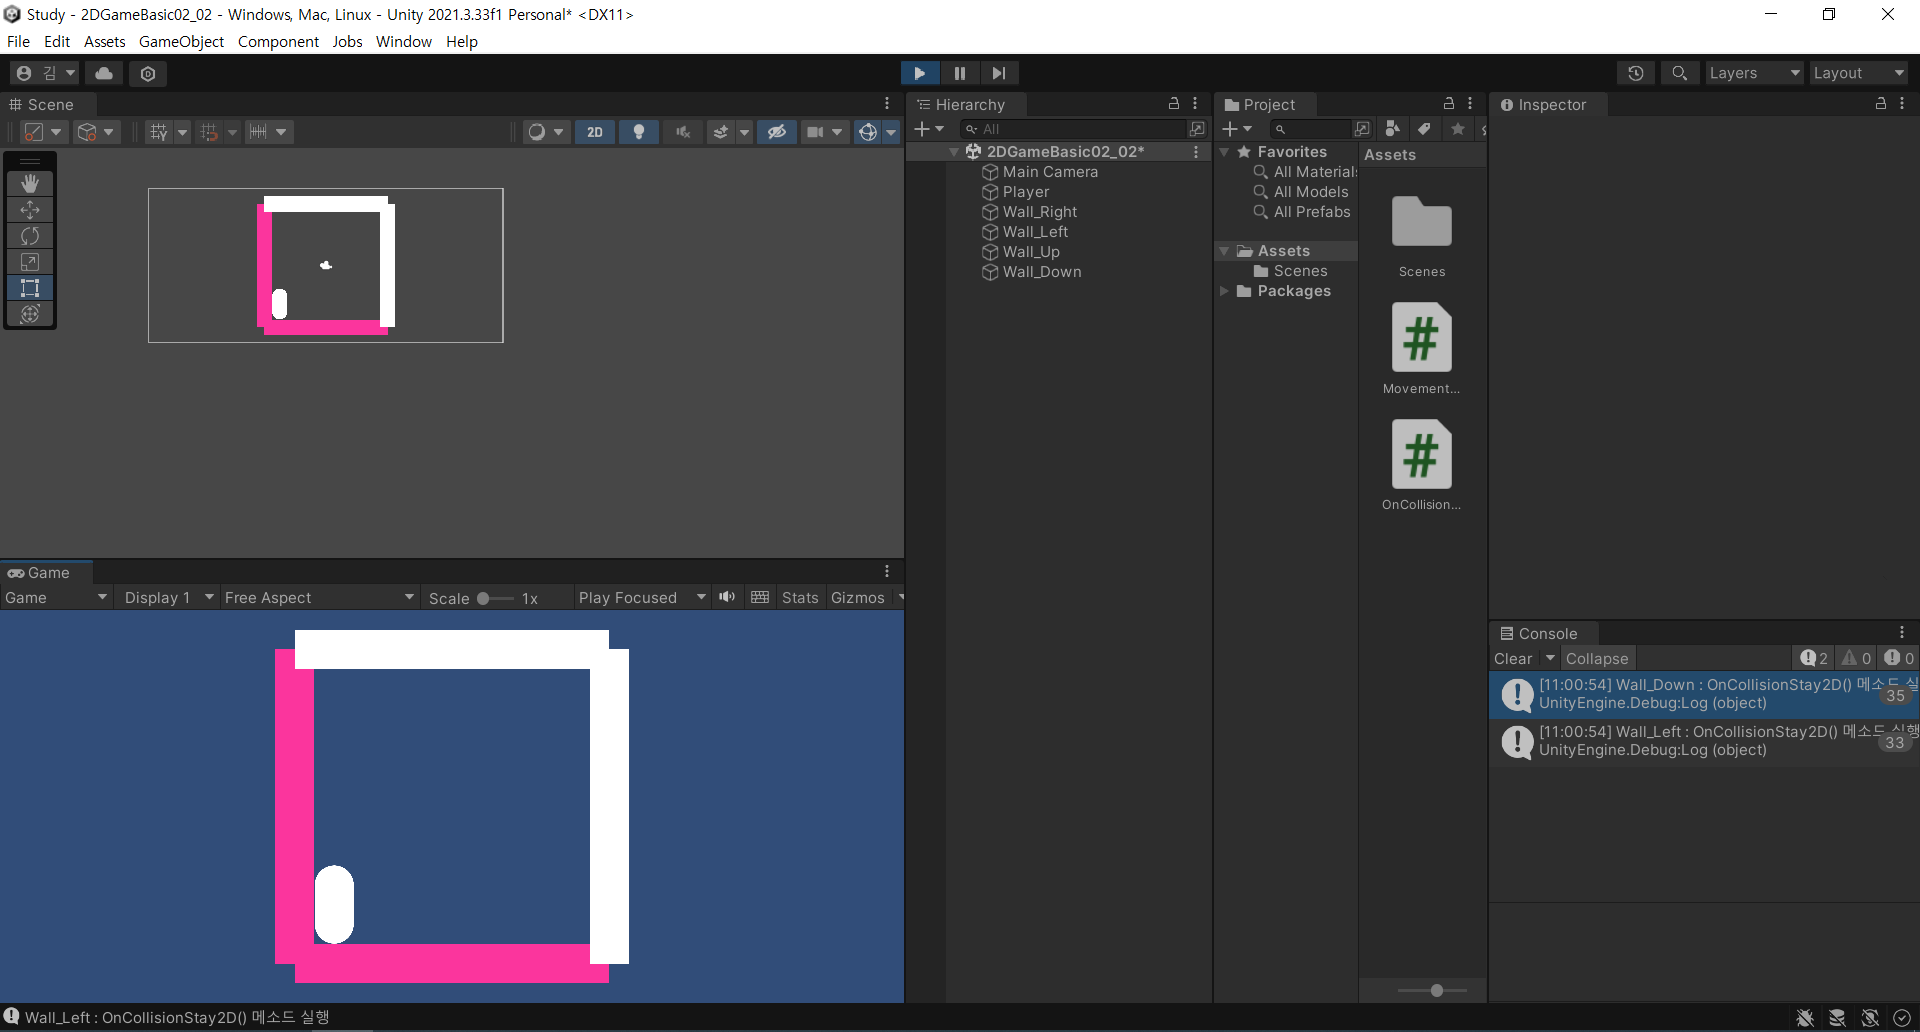 Study - 2DGameBasic02_02 - Windows, Mac, Linux - Unity 2021.3.33f1 Personal* <DX11>
File Edit Assets GameObject Component Jobs Window Help
김
Layers
Layout
Scene
2D
Game
Game
Display 1
Free Aspect
Scale
1x
Play Focused
Stats
Gizmos
Hierarchy
All
2DGameBasic02_02*
Main Camera
Player
Wall_Right
Wall_Left
Wall_Up
Wall_Down
Project
Favorites
All Material
All Models
All Prefabs
Assets
Scenes
Packages
Assets
Scenes
#
Movement...
#
OnCollision...
Inspector
Console
Clear
Collapse
2
0
0
[11:00:54] Wall_Down : OnCollisionStay2D() 메소드 실
UnityEngine.Debug:Log (object)
35
[11:00:54] Wall_Left : OnCollisionStay2D() 메소드 실행
UnityEngine.Debug:Log (object)
33
Wall_Left : OnCollisionStay2D() 메소드 실행